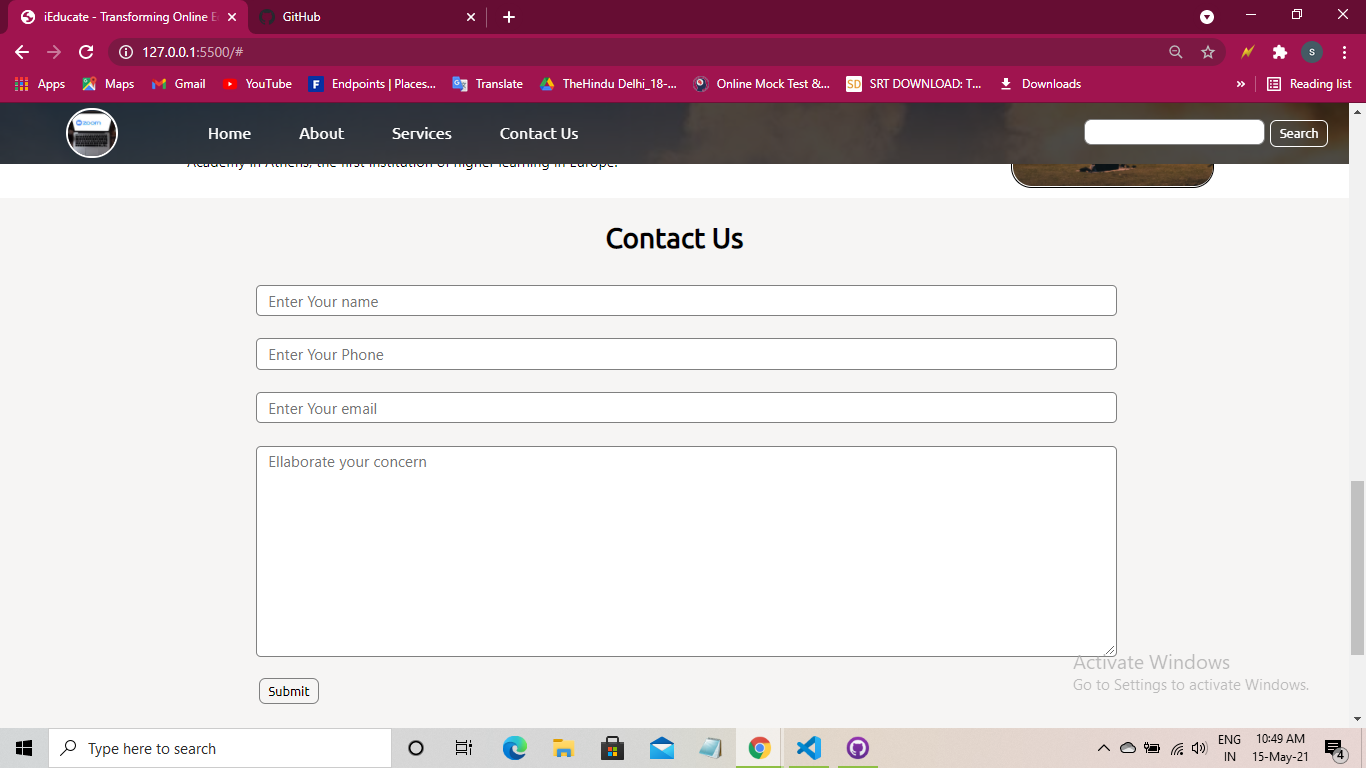 iEducate - Transforming Online E
GitHub
127.0.0.1:5500/#
S
Apps
Maps
Gmail
YouTube
F
Endpoints | Places...
Translate
TheHindu Delhi_18-...
Online Mock Test &...
SD
SRT DOWNLOAD: T...
Downloads
»
Reading list
zoom
Home
About
Services
Contact Us
Search
Academy in Athens, the first institution of higher learning in Europe.
Contact Us
Enter Your name
Enter Your Phone
Enter Your email
Ellaborate your concern
Submit
Activate Windows
Go to Settings to activate Windows.
Type here to search
ENG
IN
10:49 AM
15-May-21
4